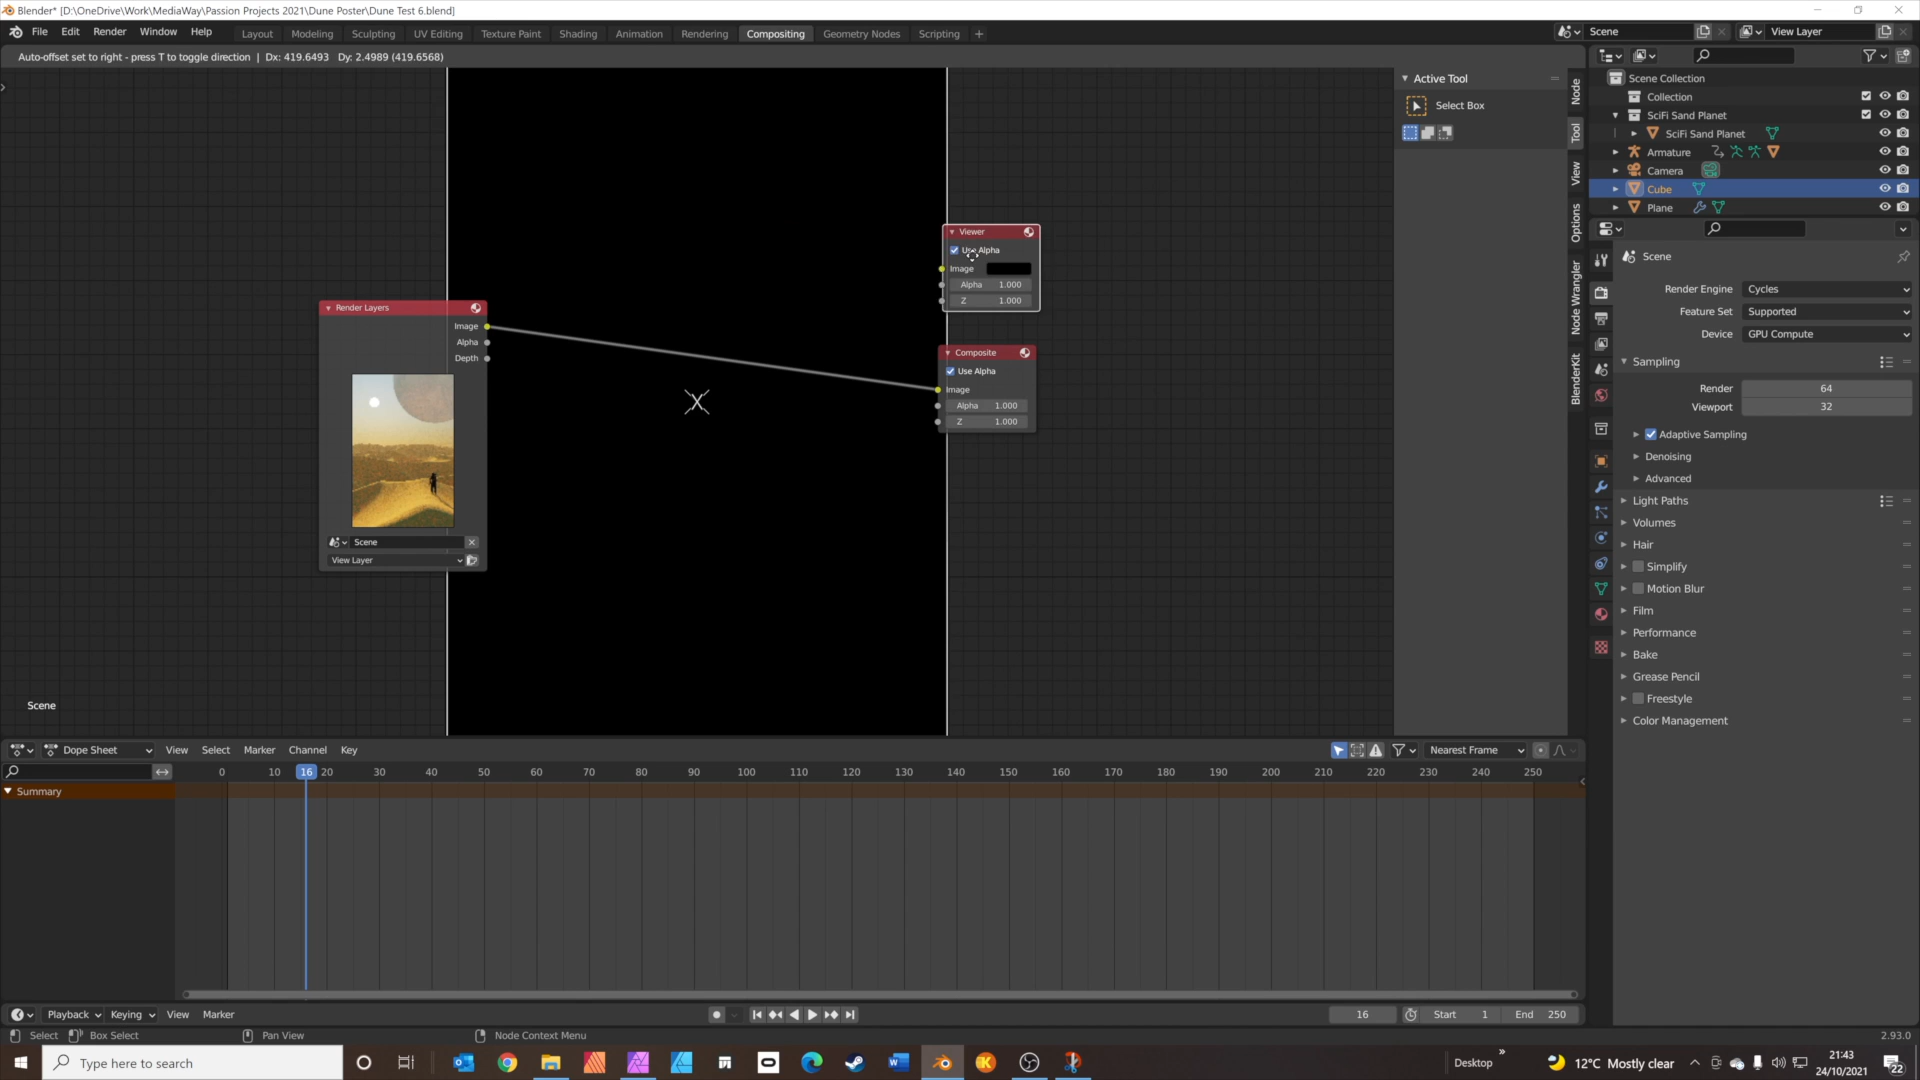 Blender* [D:\OneDrive\Work\MediaWay\Passion Projects 2021\Dune Poster\Dune Test 6.blend]
File Edit Render Window Help Layout Modeling Sculpting UV Editing Texture Paint Shading Animation Rendering Compositing Geometry Nodes Scripting + Scene View Layer
Auto-offset set to right - press T to toggle direction | Dx: 419.6493 Dy: 2.4989 (419.6568)
Active Tool
Select Box
Node
Tool
View
Options
Node Wrangler
BlenderKit
Scene Collection
Collection
SciFi Sand Planet
SciFi Sand Planet
Armature
Camera
Cube
Plane
Viewer
Use Alpha
Image
Alpha 1.000
Z 1.000
Render Layers
Image
Alpha
Depth
Scene
View Layer
Composite
Use Alpha
Image
Alpha 1.000
Z 1.000
Scene
Scene
Render Engine Cycles
Feature Set Supported
Device GPU Compute
Sampling
Render 64
Viewport 32
Adaptive Sampling
Denoising
Advanced
Light Paths
Volumes
Hair
Simplify
Motion Blur
Film
Performance
Bake
Grease Pencil
Freestyle
Color Management
Dope Sheet View Select Marker Channel Key Nearest Frame
0 10 16 20 30 40 50 60 70 80 90 100 110 120 130 140 150 160 170 180 190 200 210 220 230 240 250
Summary
Playback Keying View Marker 16 Start 1 End 250
Select Box Select Pan View Node Context Menu 2.93.0
Type here to search Desktop 12°C Mostly clear
21:43
24/10/2021
22